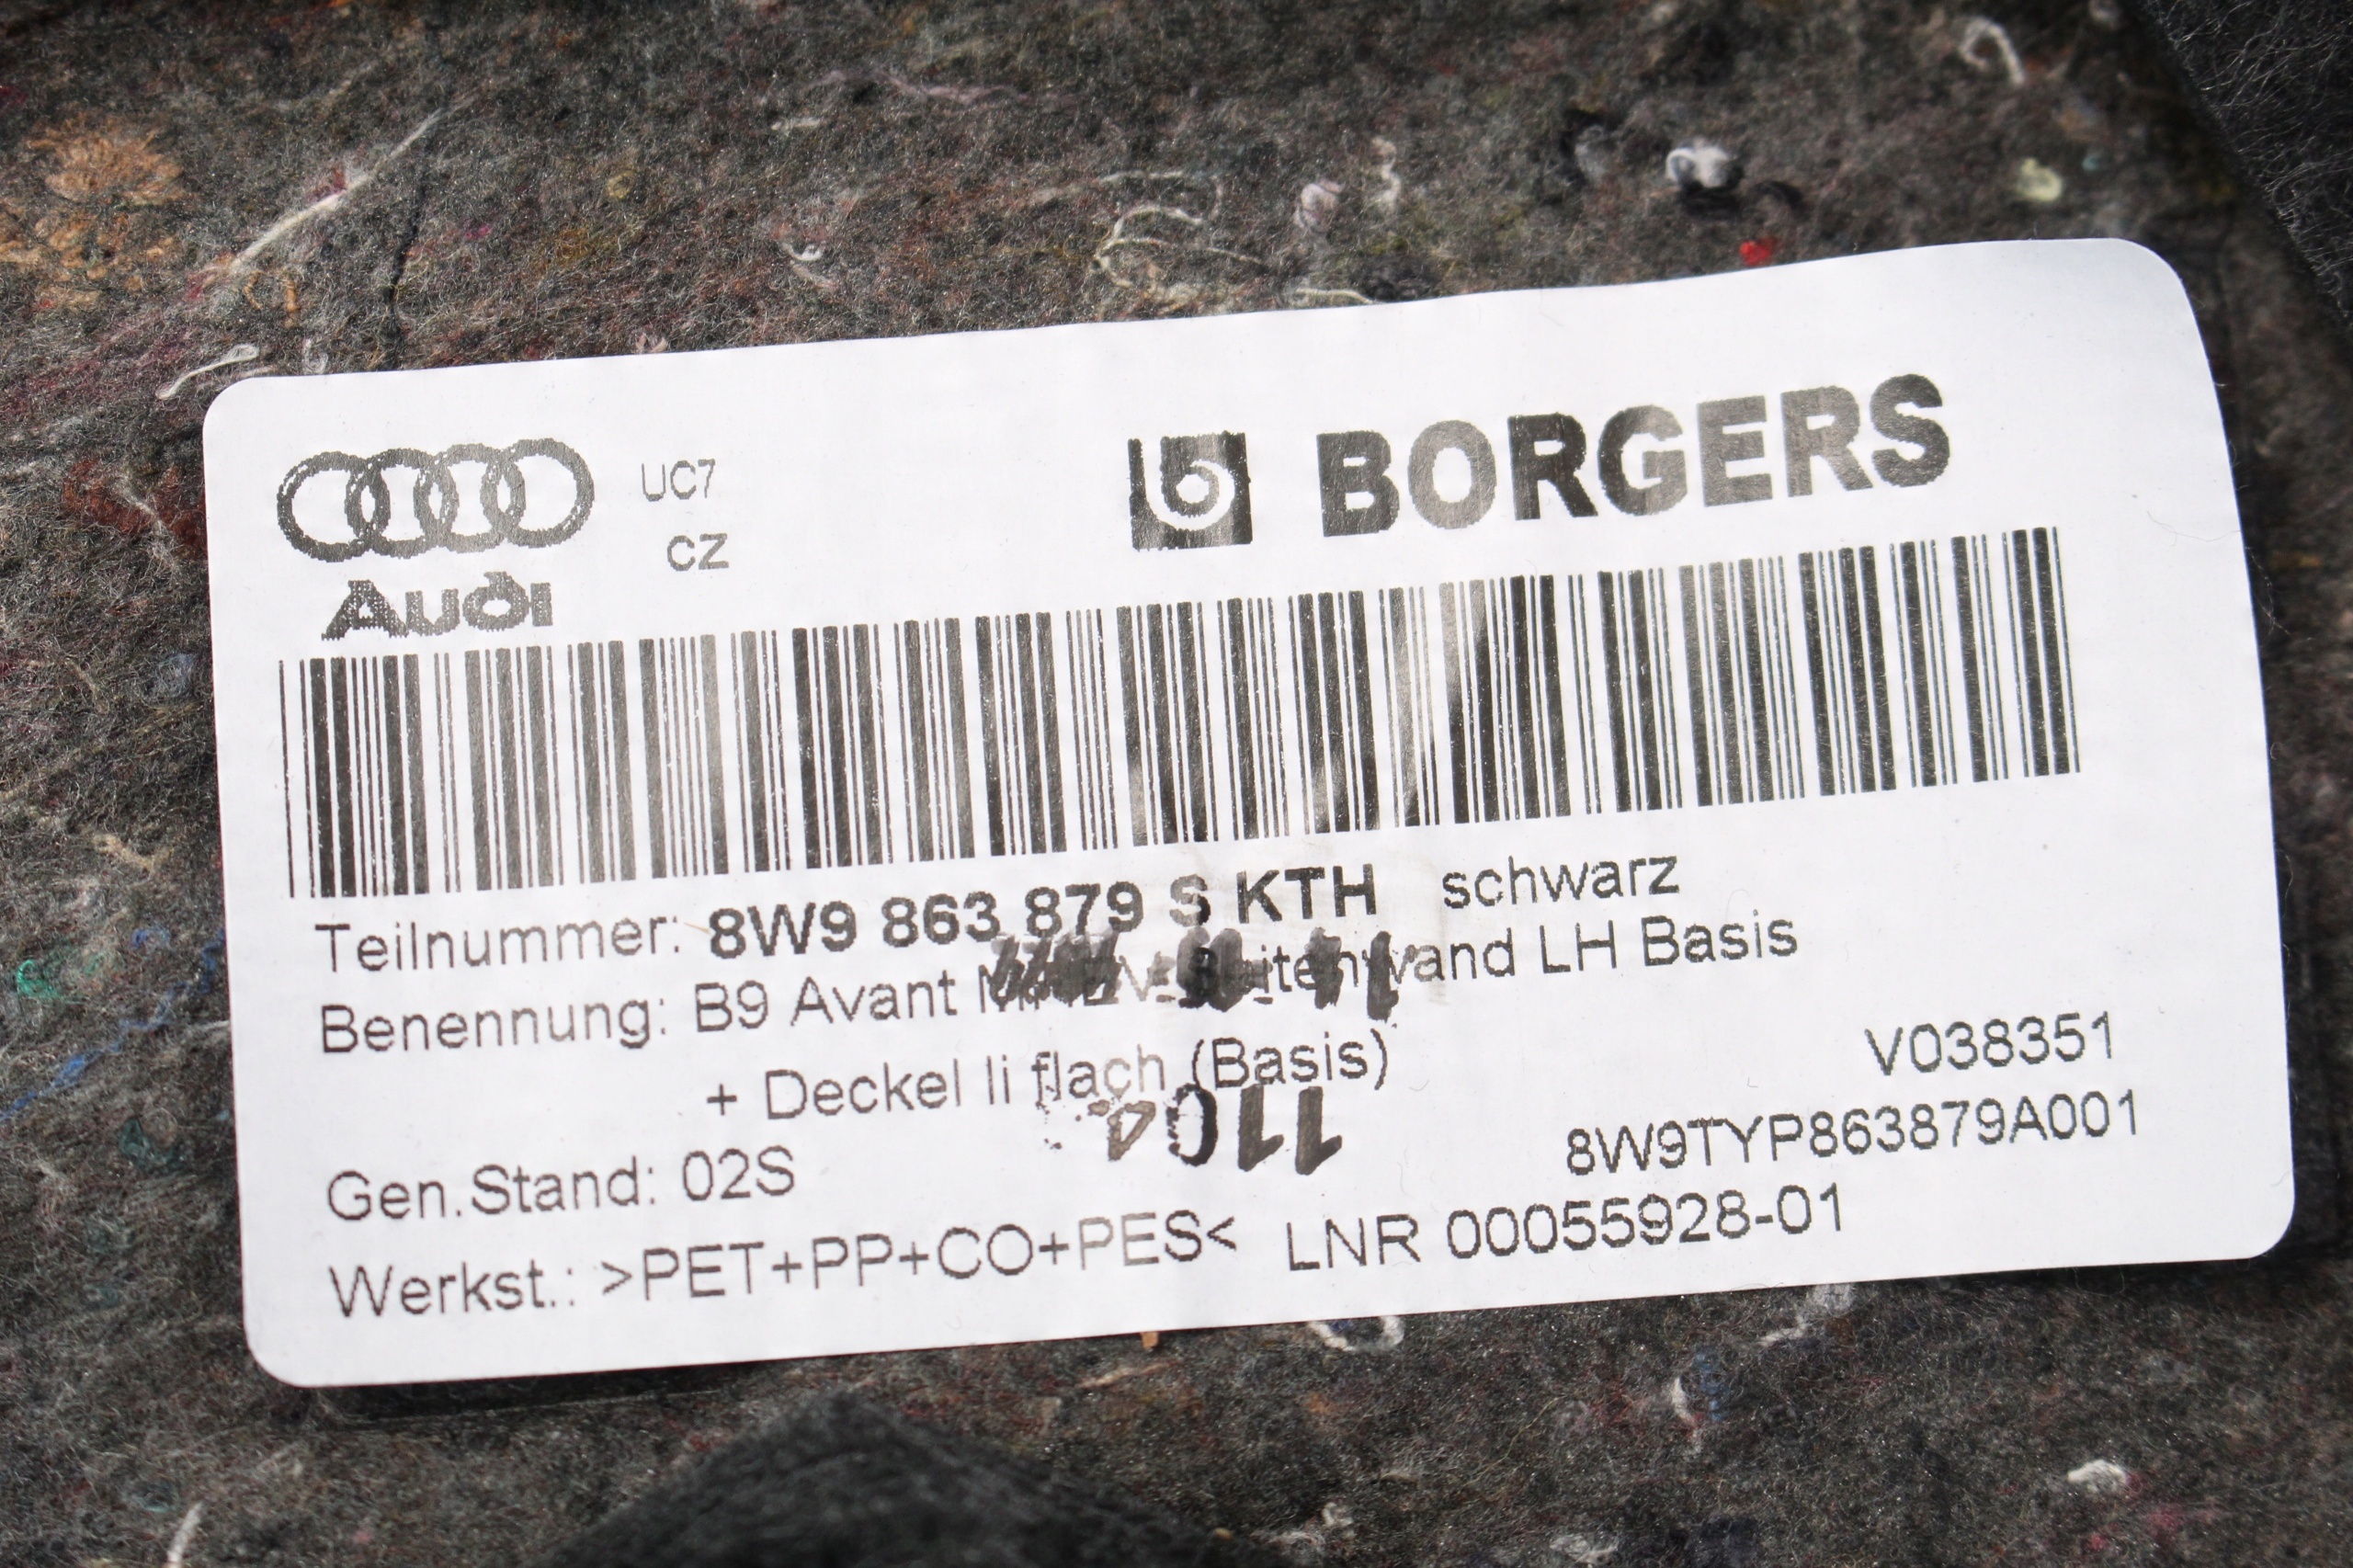 UC7
BORGERS
CZ
Audi
Teilnummer: 8W9 863 879 S KTH schwarz
Benennung: B9 Avant Seitenwand LH Basis
+ Deckel li flach (Basis)
V038351
8W9TYP863879A001
Gen.Stand: 02S
Werkst.: >PET+PP+CO+PES< LNR 00055928-01